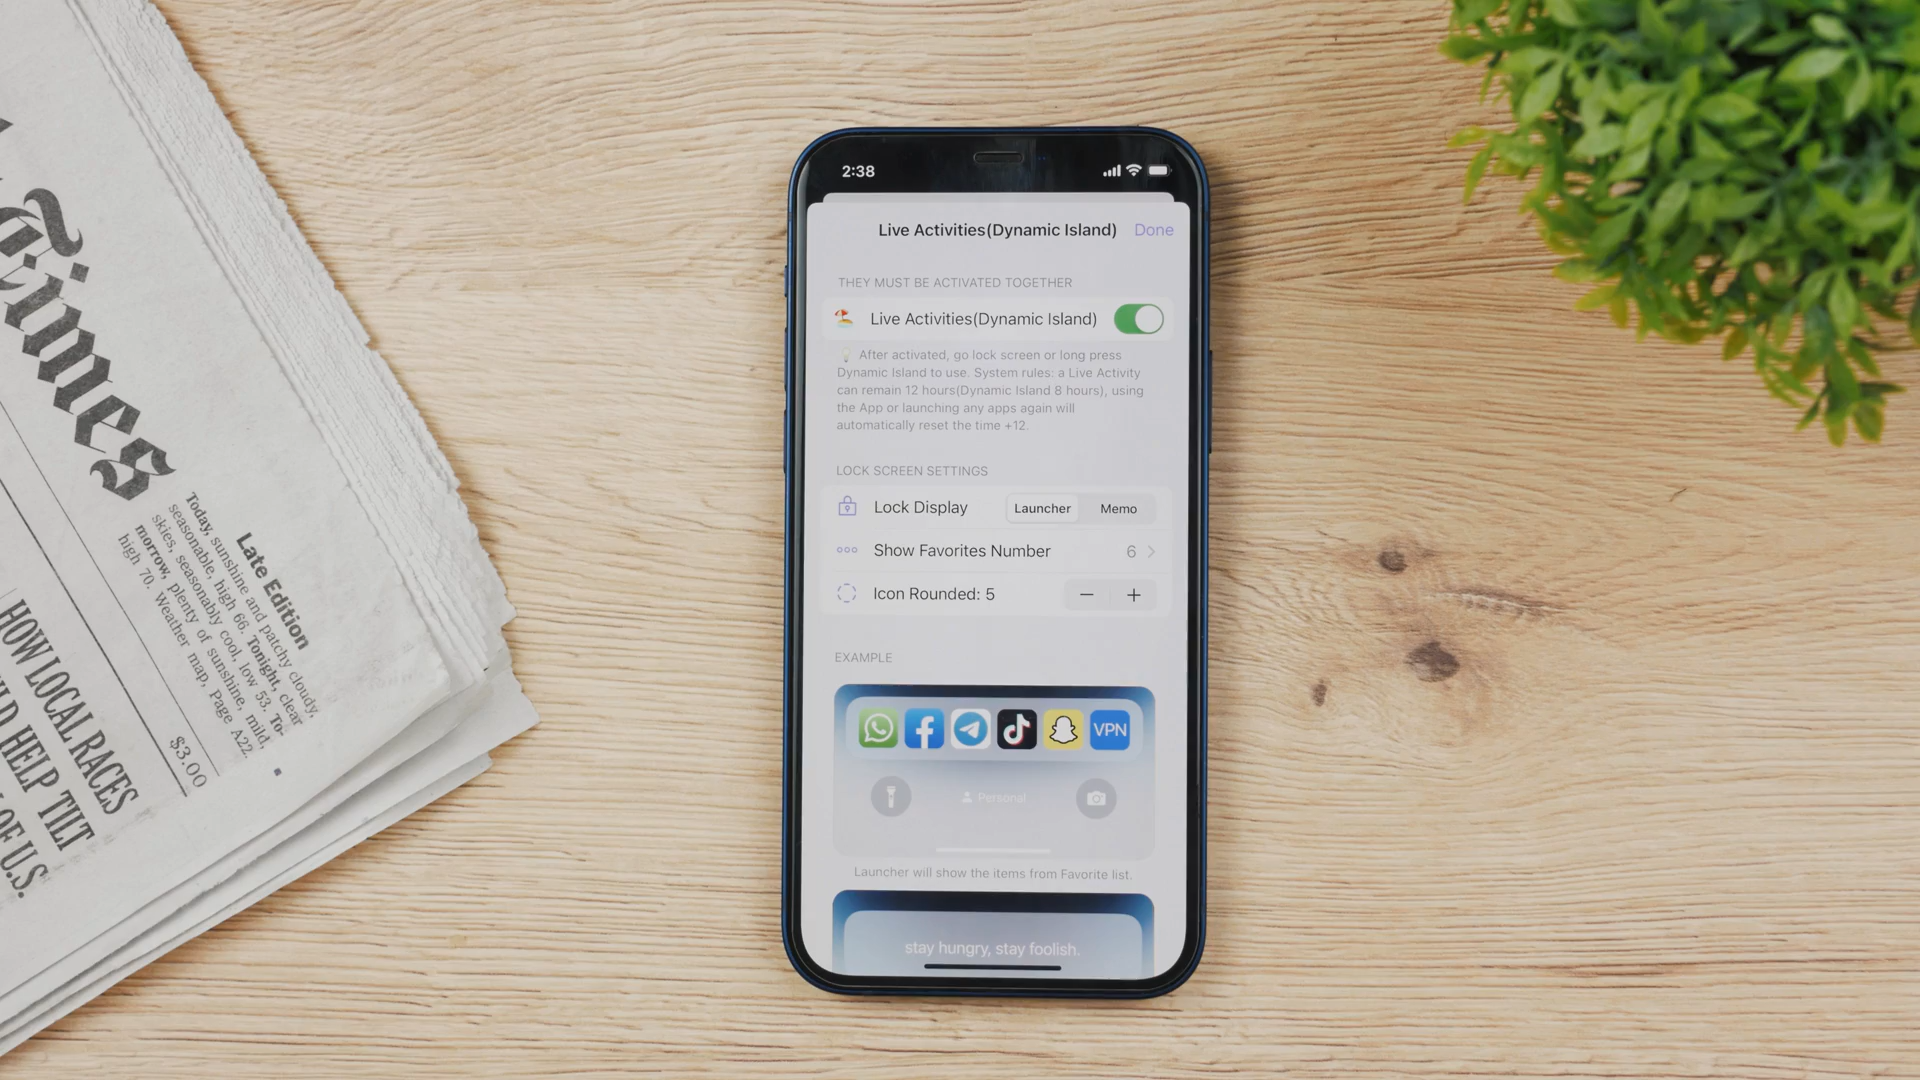 Times
Late Edition
Today, sunshine and patchy cloudy,
seasonable, high 66. Tonight, clear
skies, seasonably cool, low 53. To-
morrow, plenty of sunshine, mild,
high 70. Weather map, Page A22.
$3.00
HOW LOCAL RACES
HELP TILT
OF U.S.
2:38
Live Activities(Dynamic Island)
Done
THEY MUST BE ACTIVATED TOGETHER
Live Activities(Dynamic Island)
After activated, go lock screen or long press
Dynamic Island to use. System rules: a Live Activity
can remain 12 hours(Dynamic Island 8 hours), using
the App or launching any apps again will
automatically reset the time +12.
LOCK SCREEN SETTINGS
Lock Display
Launcher
Memo
Show Favorites Number
6
Icon Rounded: 5
EXAMPLE
VPN
Personal
Launcher will show the items from Favorite list.
stay hungry, stay foolish.